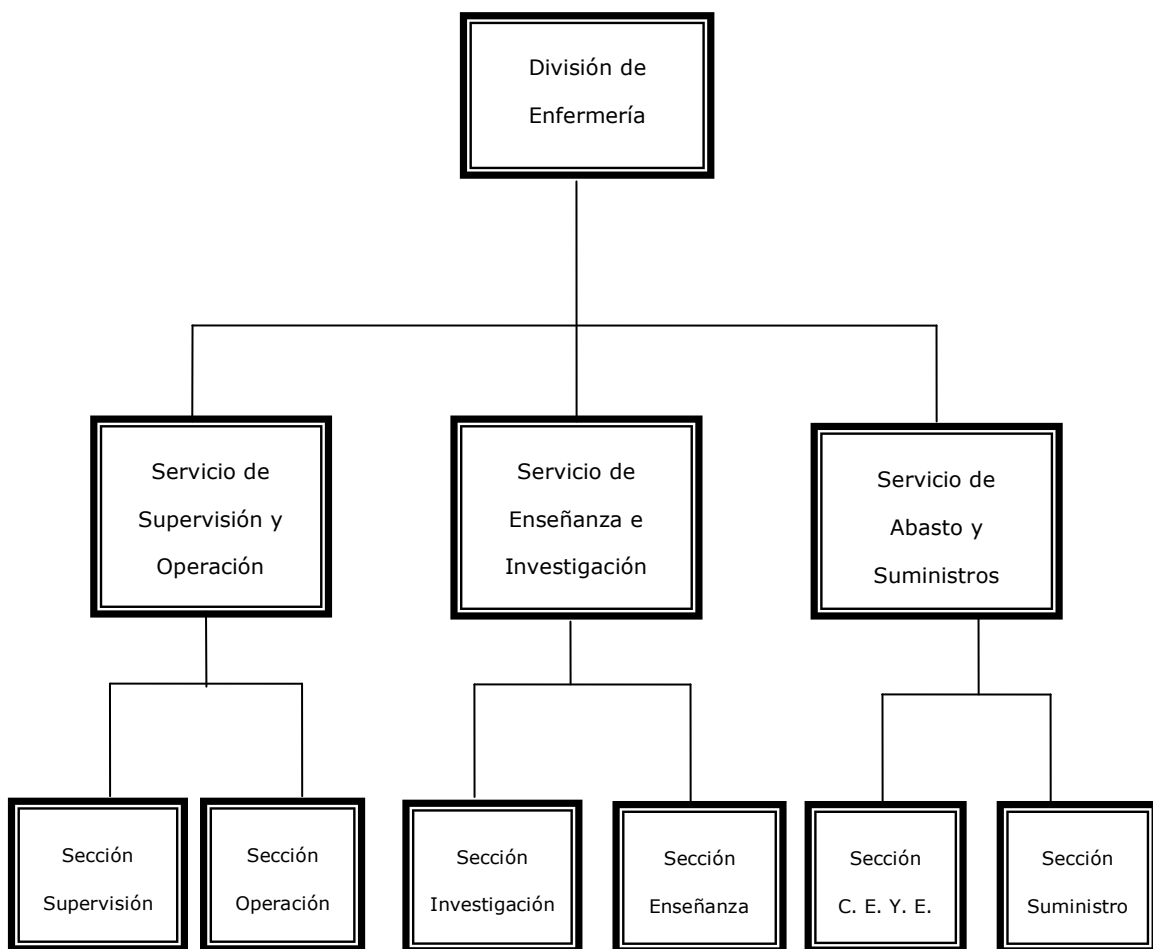 División de
Enfermería
Servicio de
Supervisión y
Operación
Servicio de
Enseñanza e
Investigación
Servicio de
Abasto y
Suministros
Sección
Supervisión
Sección
Operación
Sección
Investigación
Sección
Enseñanza
Sección
C. E. Y. E.
Sección
Suministro